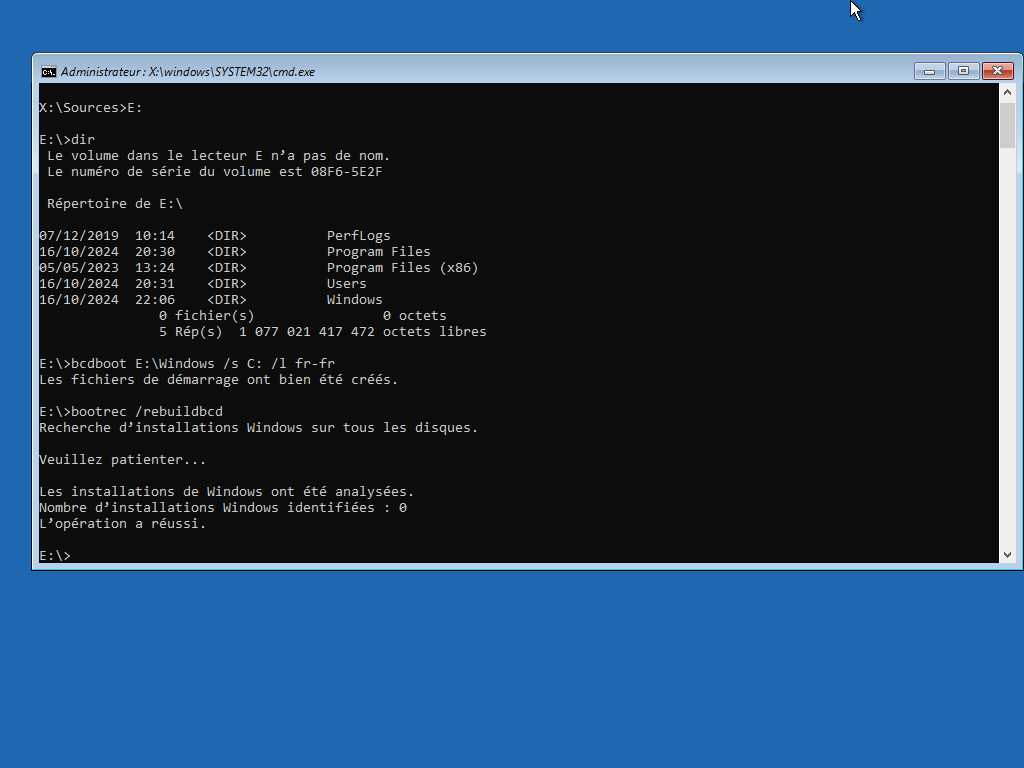 Administrateur : X:\windows\SYSTEM32\cmd.exe
X:\Sources>E:
E:\>dir
Le volume dans le lecteur E n’a pas de nom.
Le numéro de série du volume est 08F6-5E2F
Répertoire de E:\
07/12/2019  10:14    <DIR>          PerfLogs
16/10/2024  20:30    <DIR>          Program Files
05/05/2023  13:24    <DIR>          Program Files (x86)
16/10/2024  20:31    <DIR>          Users
16/10/2024  22:06    <DIR>          Windows
0 fichier(s)                0 octets
5 Rép(s)  1 077 021 417 472 octets libres
E:\>bcdboot E:\Windows /s C: /l fr-fr
Les fichiers de démarrage ont bien été créés.
E:\>bootrec /rebuildbcd
Recherche d’installations Windows sur tous les disques.
Veuillez patienter...
Les installations de Windows ont été analysées.
Nombre d’installations Windows identifiées : 0
L’opération a réussi.
E:\>